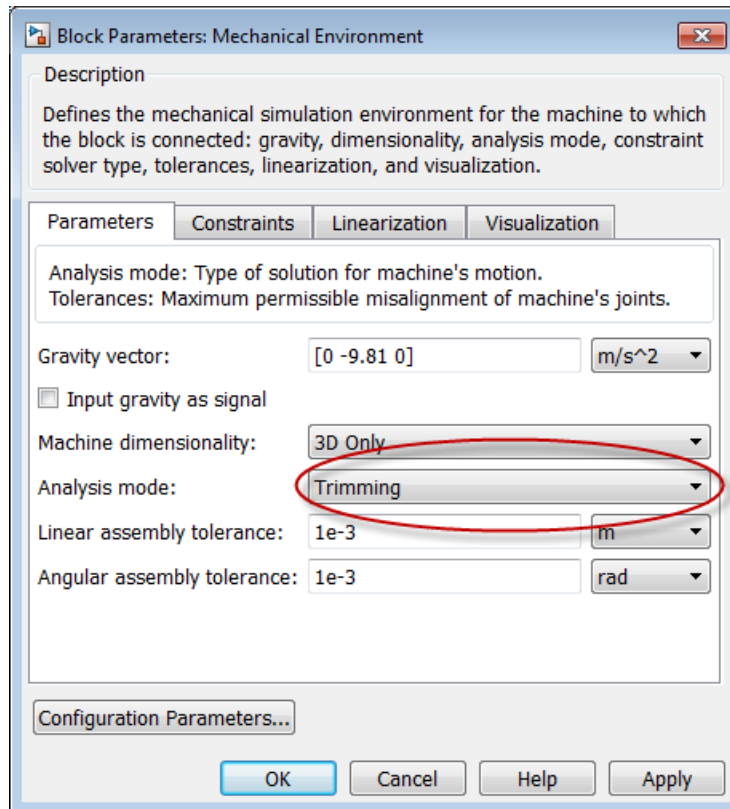 Block Parameters: Mechanical Environment
Description
Defines the mechanical simulation environment for the machine to which
the block is connected: gravity, dimensionality, analysis mode, constraint
solver type, tolerances, linearization, and visualization.
Parameters Constraints Linearization Visualization
Analysis mode: Type of solution for machine's motion.
Tolerances: Maximum permissible misalignment of machine's joints.
Gravity vector: [0 -9.81 0] m/s^2
Input gravity as signal
Machine dimensionality: 3D Only
Analysis mode: Trimming
Linear assembly tolerance: 1e-3 m
Angular assembly tolerance: 1e-3 rad
Configuration Parameters...
OK Cancel Help Apply